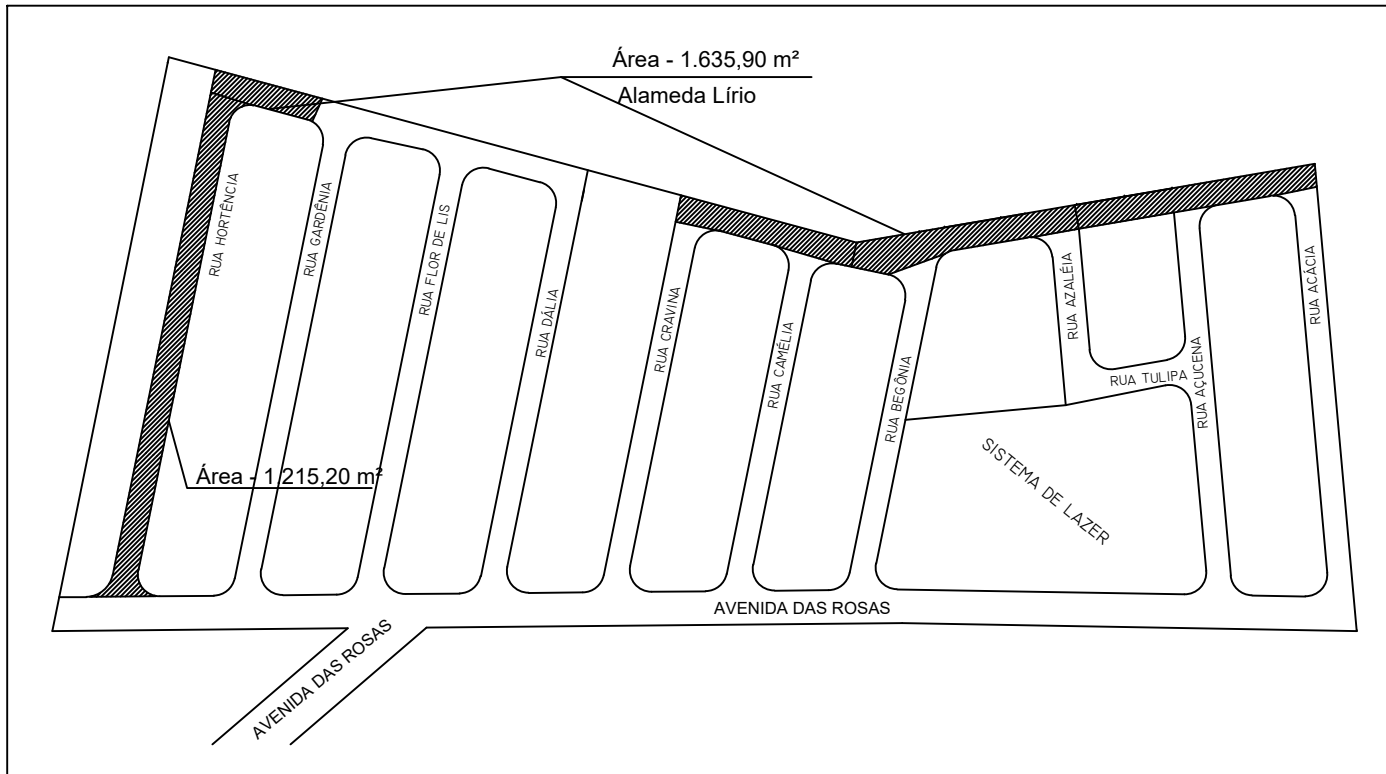 Área - 1.635,90 m²
Alameda Lírio
RUA HORTÊNCIA
RUA GARDÊNIA
RUA FLOR DE LIS
RUA DÁLIA
RUA CRAVINA
RUA CAMÉLIA
RUA BEGÔNIA
RUA AZALÉIA
RUA TULIPA
RUA AÇUCENA
RUA ACÁCIA
SISTEMA DE LAZER
Área - 1.215,20 m²
AVENIDA DAS ROSAS
AVENIDA DAS ROSAS